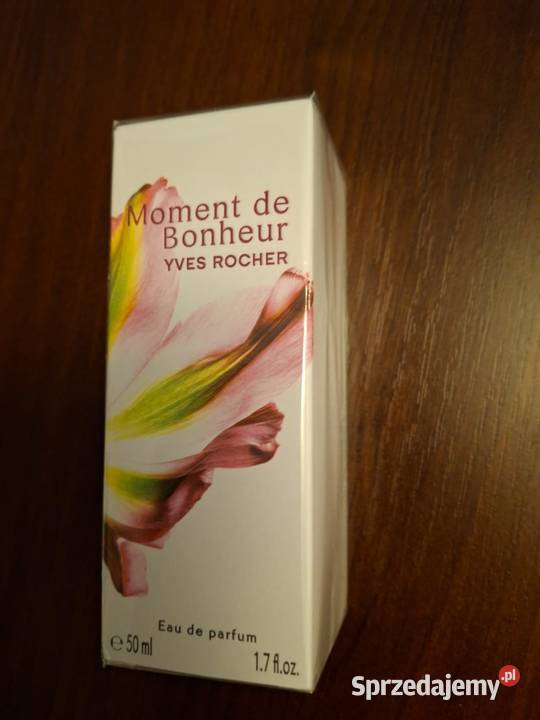 Moment de
Bonheur
YVES ROCHER
Eau de parfum
℮ 50 ml
1.7 fl.oz.
Sprzedajemy.pl